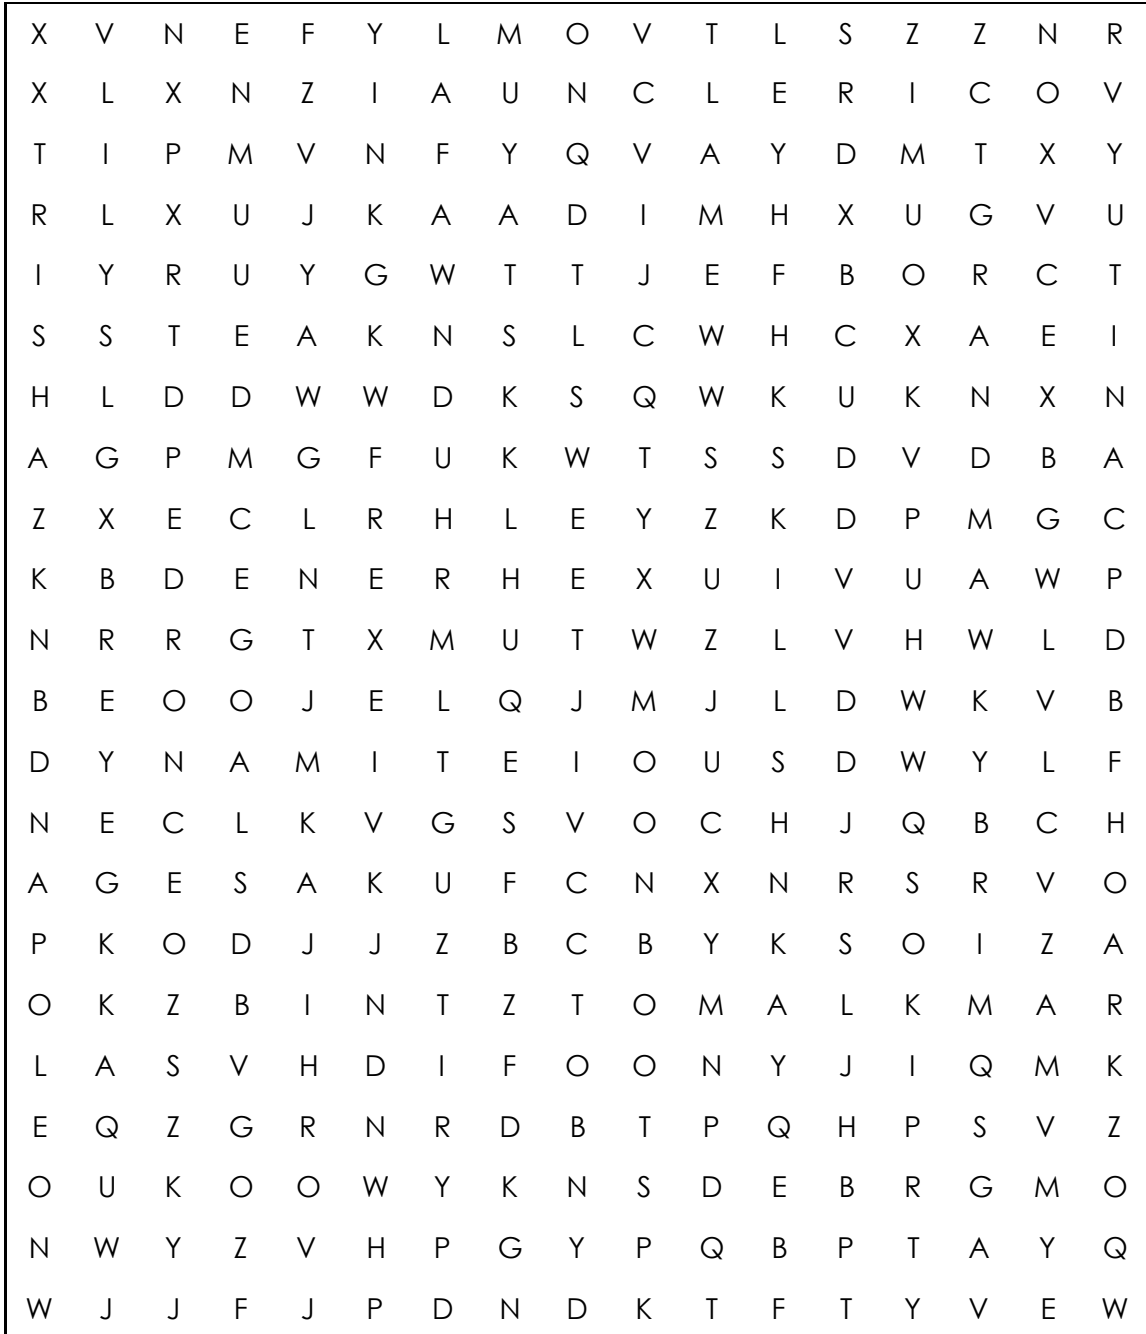 X V N E F Y L M O V T L S Z Z N R
X L X N Z I A U N C L E R I C O V
T I P M V N F Y Q V A Y D M T X Y
R L X U J K A A D I M H X U G V U
I Y R U Y G W T T J E F B O R C T
S S T E A K N S L C W H C X A E I
H L D D W W D K S Q W K U K N X N
A G P M G F U K W T S S D V D B A
Z X E C L R H L E Y Z K D P M G C
K B D E N E R H E X U I V U A W P
N R R G T X M U T W Z L V H W L D
B E O O J E L Q J M J L D W K V B
D Y N A M I T E I O U S D W Y L F
N E C L K V G S V O C H J Q B C H
A G E S A K U F C N X N R S R V O
P K O D J J Z B C B Y K S O I Z A
O K Z B I N T Z T O M A L K M A R
L A S V H D I F O O N Y J I Q M K
E Q Z G R N R D B T P Q H P S V Z
O U K O O W Y K N S D E B R G M O
N W Y Z V H P G Y P Q B P T A Y Q
W J J F J P D N D K T F T Y V E W